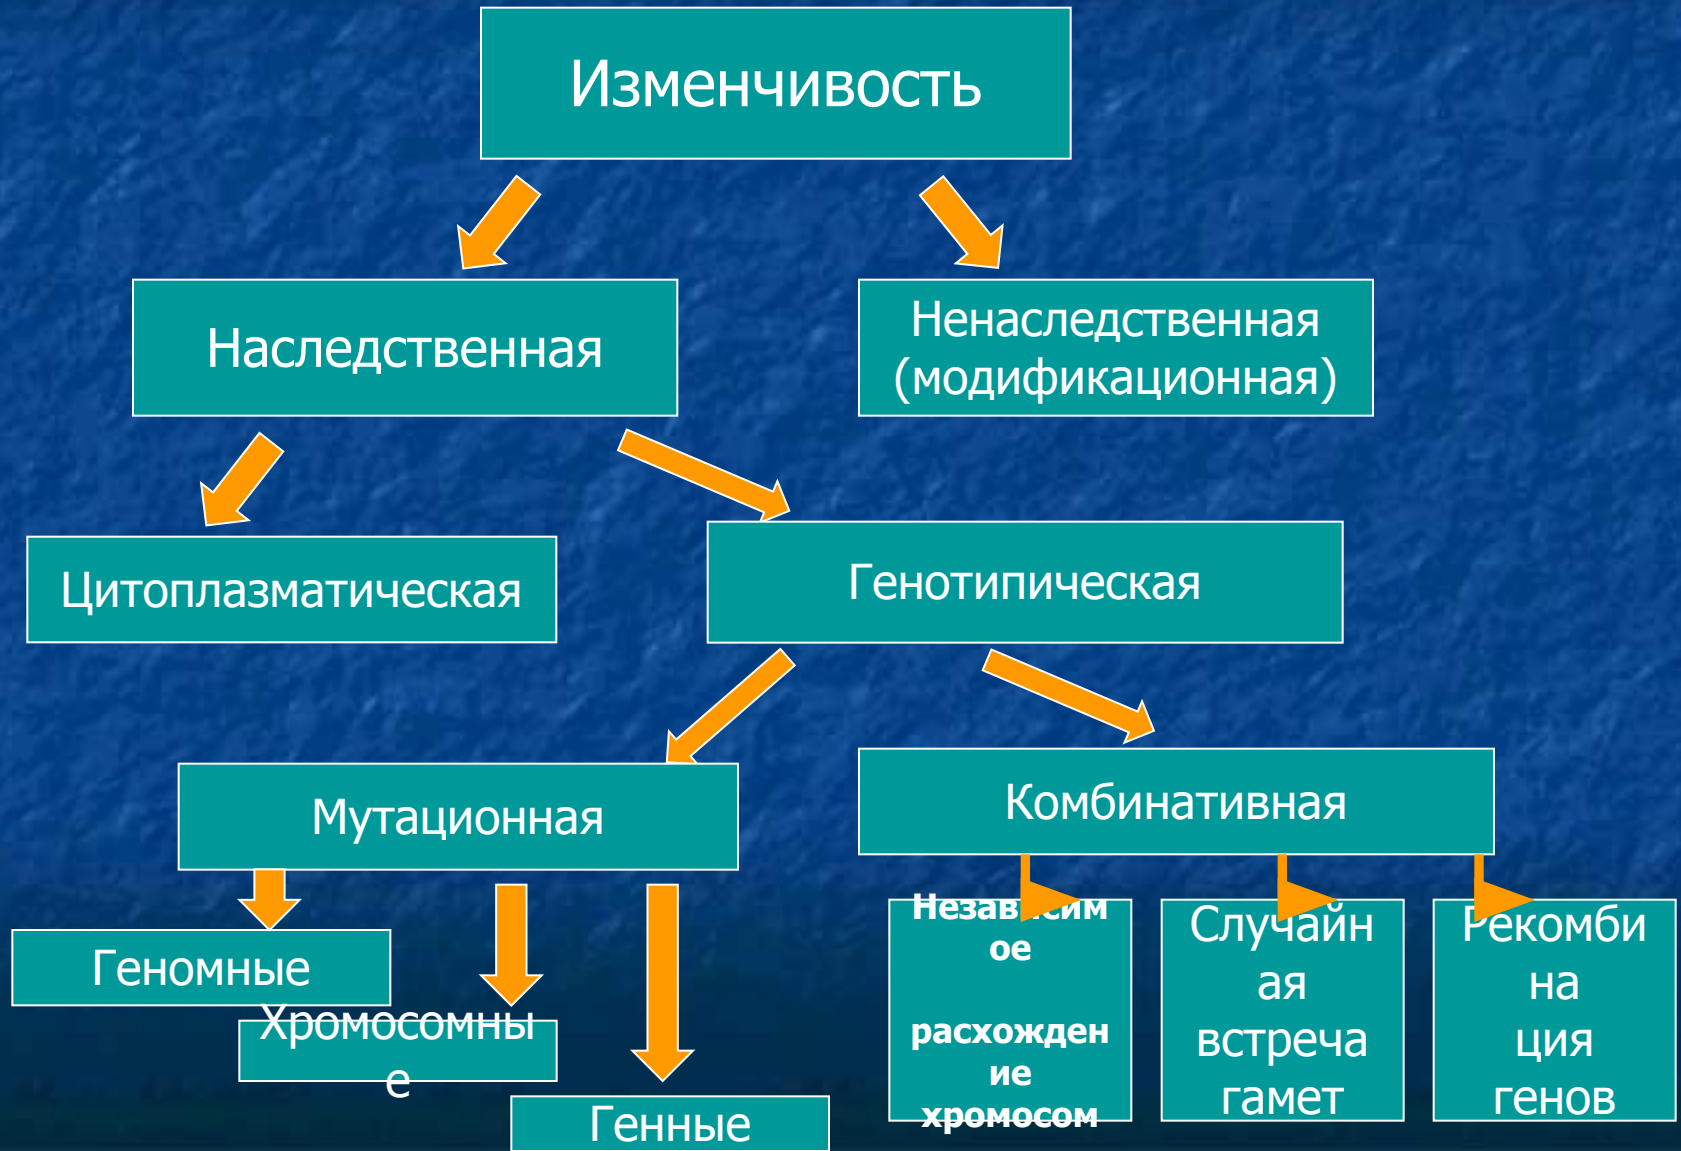 Изменчивость
Наследственная
Ненаследственная
(модификационная)
Цитоплазматическая
Генотипическая
Мутационная
Комбинативная
Геномные
Хромосомны
е
Генные
Независим
ое
расхожден
ие
хромосом
Случайн
ая
встреча
гамет
Рекомби
на
ция
генов